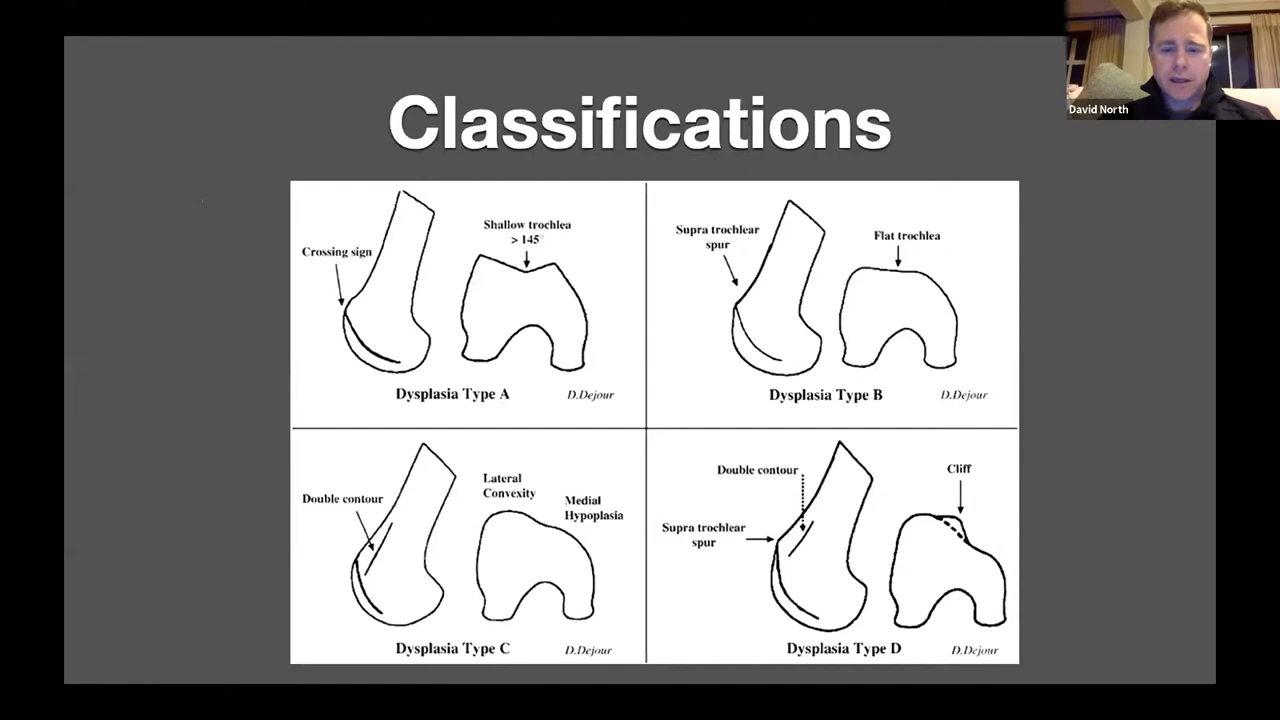 David North
Classifications
Crossing sign
Shallow trochlea
> 145°
Dysplasia Type A
D.Dejour
Supra trochlear
spur
Flat trochlea
Dysplasia Type B
D.Dejour
Double contour
Lateral
Convexity
Medial
Hypoplasia
Dysplasia Type C
D.Dejour
Double contour
Supra trochlear
spur
Cliff
Dysplasia Type D
D.Dejour